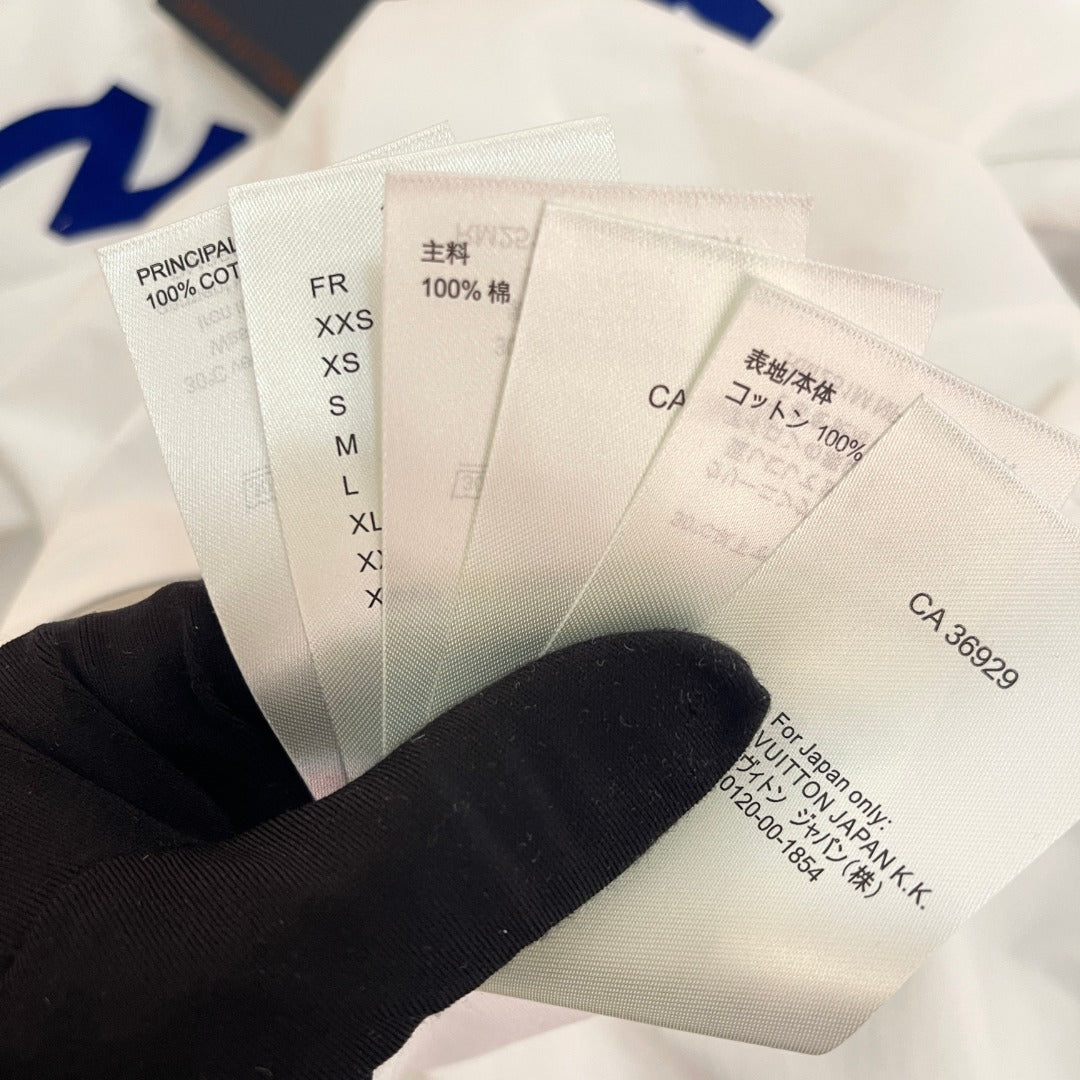 PRINCIPAL
100% COT
FR
XXS
XS
S
M
L
XL
主料
100% 棉
CA
表地/本体
コットン 100%
CA 36929
For Japan only:
VUITTON JAPAN K.K.
ヴィトン ジャパン(株)
0120-00-1854